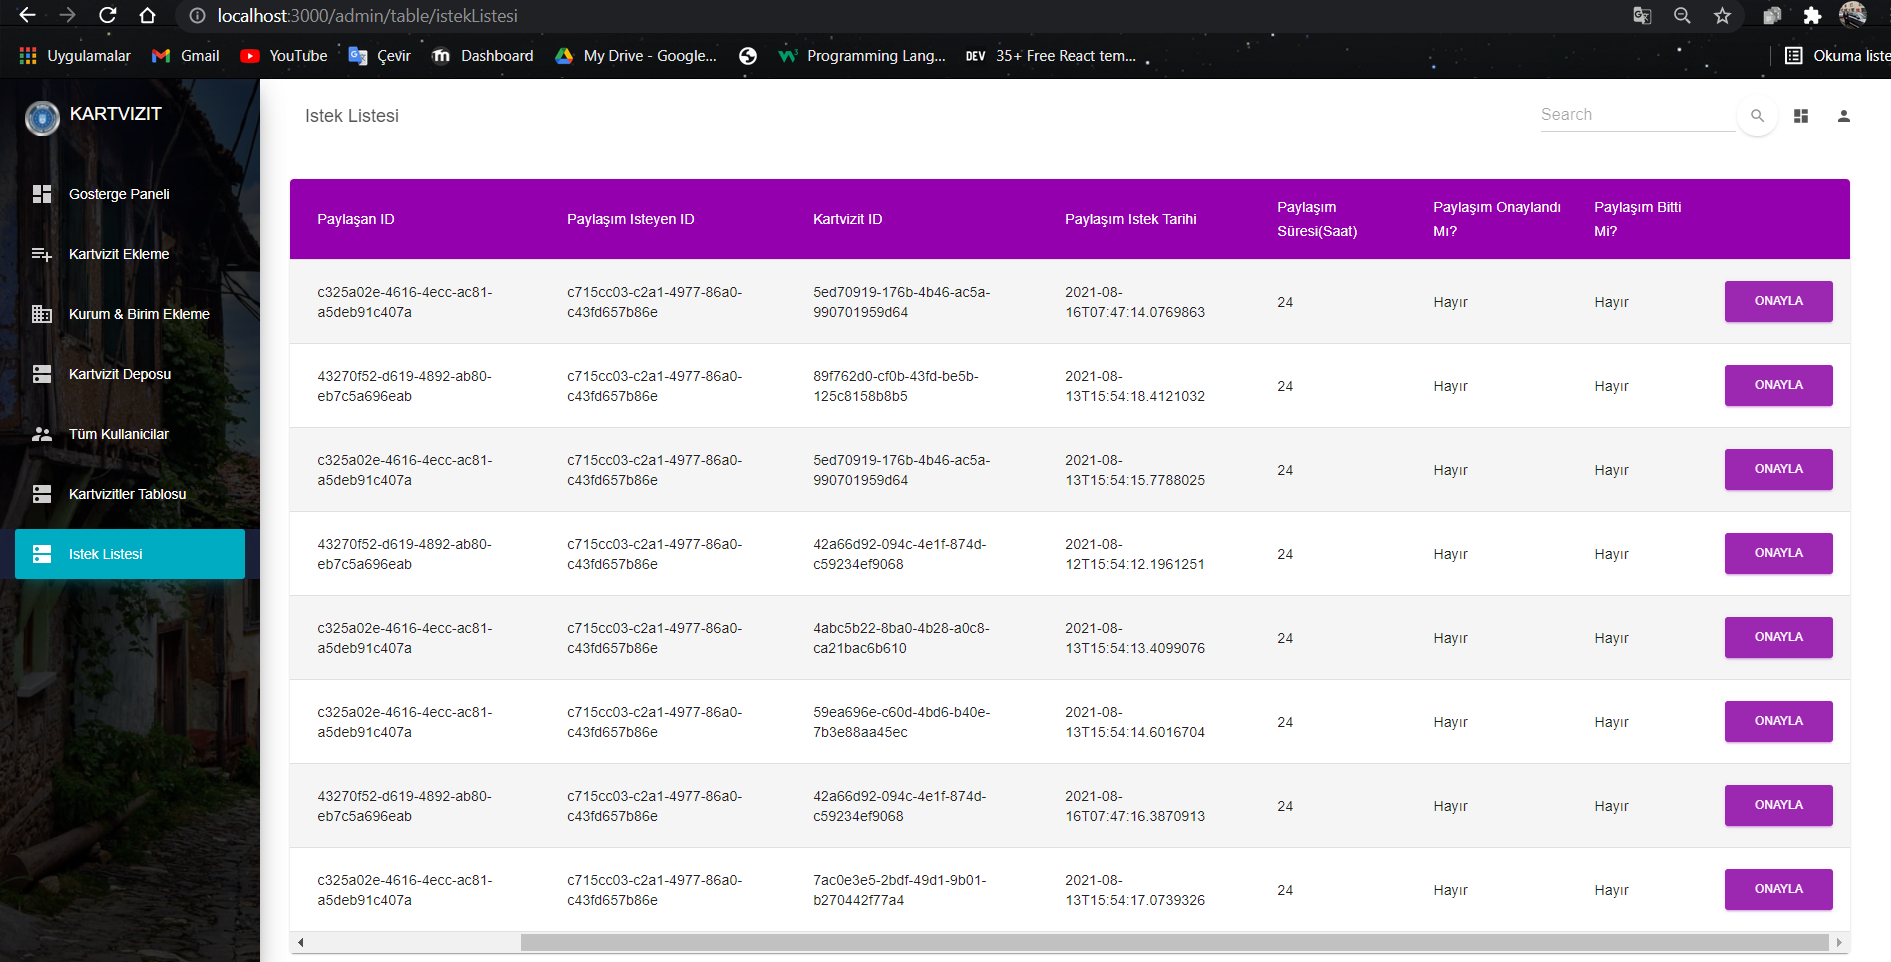 localhost:3000/admin/table/istekListesi
Uygulamalar Gmail YouTube Çevir Dashboard My Drive - Google... Programming Lang... DEV 35+ Free React tem... Okuma liste
KARTVIZIT
Gosterge Paneli
Kartvizit Ekleme
Kurum & Birim Ekleme
Kartvizit Deposu
Tüm Kullanicilar
Kartvizitler Tablosu
Istek Listesi
Istek Listesi
Search
Paylaşan ID
Paylaşım Isteyen ID
Kartvizit ID
Paylaşım Istek Tarihi
Paylaşım
Süresi(Saat)
Paylaşım Onaylandı
Mı?
Paylaşım Bitti
Mi?
c325a02e-4616-4ecc-ac81-
a5deb91c407a
c715cc03-c2a1-4977-86a0-
c43fd657b86e
5ed70919-176b-4b46-ac5a-
990701959d64
2021-08-
16T07:47:14.0769863
24
Hayır
Hayır
ONAYLA
43270f52-d619-4892-ab80-
eb7c5a696eab
c715cc03-c2a1-4977-86a0-
c43fd657b86e
89f762d0-cf0b-43fd-be5b-
125c8158b8b5
2021-08-
13T15:54:18.4121032
24
Hayır
Hayır
ONAYLA
c325a02e-4616-4ecc-ac81-
a5deb91c407a
c715cc03-c2a1-4977-86a0-
c43fd657b86e
5ed70919-176b-4b46-ac5a-
990701959d64
2021-08-
13T15:54:15.7788025
24
Hayır
Hayır
ONAYLA
43270f52-d619-4892-ab80-
eb7c5a696eab
c715cc03-c2a1-4977-86a0-
c43fd657b86e
42a66d92-094c-4e1f-874d-
c59234ef9068
2021-08-
12T15:54:12.1961251
24
Hayır
Hayır
ONAYLA
c325a02e-4616-4ecc-ac81-
a5deb91c407a
c715cc03-c2a1-4977-86a0-
c43fd657b86e
4abc5b22-8ba0-4b28-a0c8-
ca21bac6b610
2021-08-
13T15:54:13.4099076
24
Hayır
Hayır
ONAYLA
c325a02e-4616-4ecc-ac81-
a5deb91c407a
c715cc03-c2a1-4977-86a0-
c43fd657b86e
59ea696e-c60d-4bd6-b40e-
7b3e88aa45ec
2021-08-
13T15:54:14.6016704
24
Hayır
Hayır
ONAYLA
43270f52-d619-4892-ab80-
eb7c5a696eab
c715cc03-c2a1-4977-86a0-
c43fd657b86e
42a66d92-094c-4e1f-874d-
c59234ef9068
2021-08-
16T07:47:16.3870913
24
Hayır
Hayır
ONAYLA
c325a02e-4616-4ecc-ac81-
a5deb91c407a
c715cc03-c2a1-4977-86a0-
c43fd657b86e
7ac0e3e5-2bdf-49d1-9b01-
b270442f77a4
2021-08-
13T15:54:17.0739326
24
Hayır
Hayır
ONAYLA